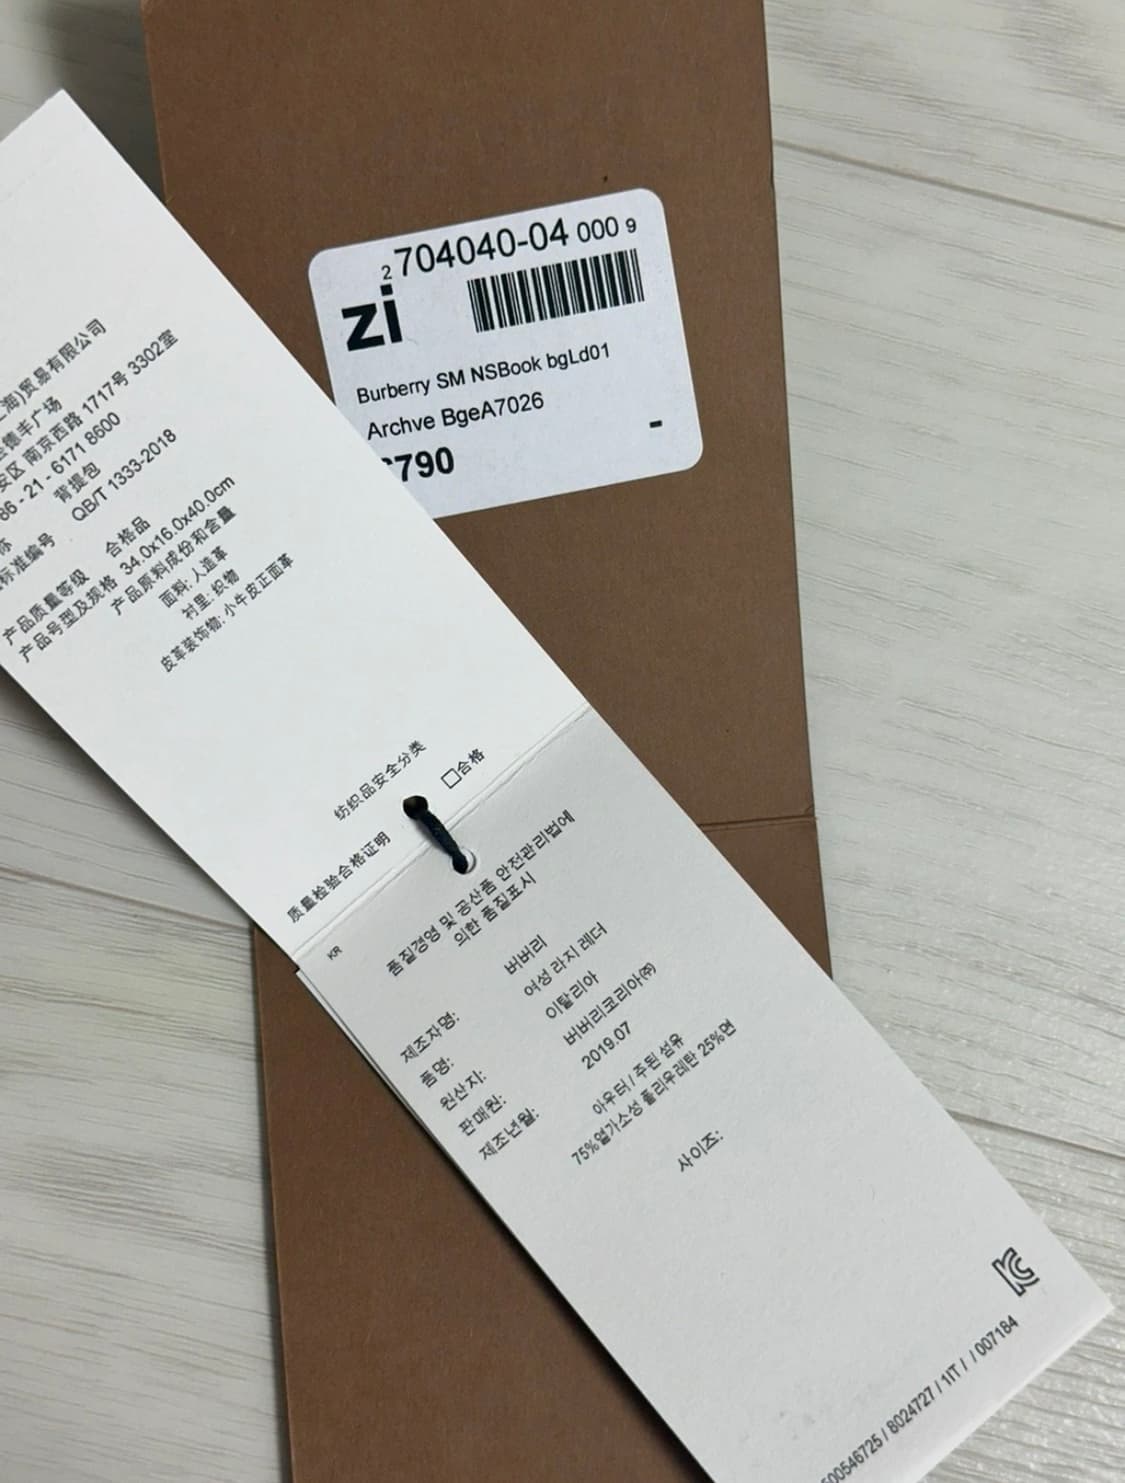 2 704040-04 000 9
zi
Burberry SM NSBook bgLd01
Archve BgeA7026
790
-
海)贸易有限公司
德丰广场
安区 南京西路 1717号 3302室
86 - 21 - 6171 8600
称 背提包
标准编号 QB/T 1333-2018
产品质量等级 合格品
产品号型及规格 34.0x16.0x40.0cm
产品原料成份和含量
面料: 人造革
衬里: 织物
皮革装饰物: 小牛皮正面革
纺织品安全分类
质量检验合格证明 □合格
KR
품질경영 및 공산품 안전관리법에
의한 품질표시
제조자명: 버버리
품명: 여성 라지 레더
원산지: 이탈리아
판매원: 버버리코리아㈜
제조년월: 2019.07
아우터 / 주된 섬유
75%열가소성 폴리우레탄 25%면
사이즈:
KC
500546725 / 8024727 / 1IT / / 007184